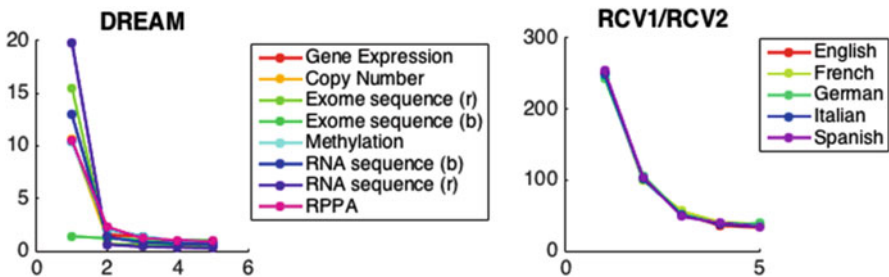 DREAM
20
15
10
5
0
0 2 4 6
Gene Expression
Copy Number
Exome sequence (r)
Exome sequence (b)
Methylation
RNA sequence (b)
RNA sequence (r)
RPPA
RCV1/RCV2
300
200
100
0
0 5
English
French
German
Italian
Spanish